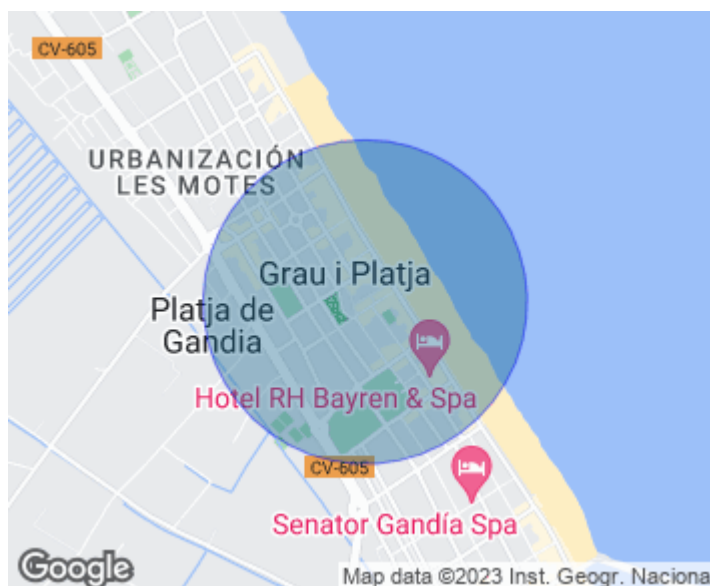 CV-605
URBANIZACIÓN
LES MOTES
Grau i Platja
Platja de
Gandia
Hotel RH Bayren & Spa
CV-605
Senator Gandía Spa
Google
Map data ©2023 Inst. Geogr. Naciona